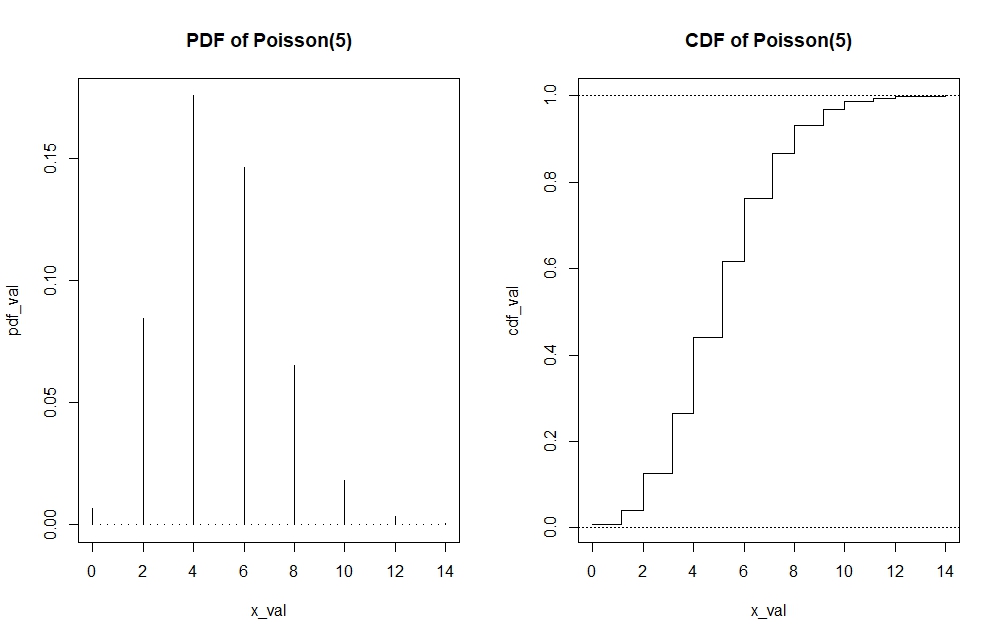 PDF of Poisson(5)
pdf_val
0.15
0.10
0.05
0.00
0 2 4 6 8 10 12 14
x_val
CDF of Poisson(5)
cdf_val
1.0
0.8
0.6
0.4
0.2
0.0
0 2 4 6 8 10 12 14
x_val